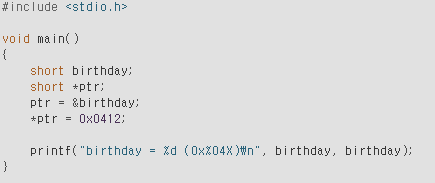 #include <stdio.h>
void main()
{
short birthday;
short *ptr;
ptr = &birthday;
*ptr = 0x0412;
printf("birthday = %d (0x%04X)₩n", birthday, birthday);
}